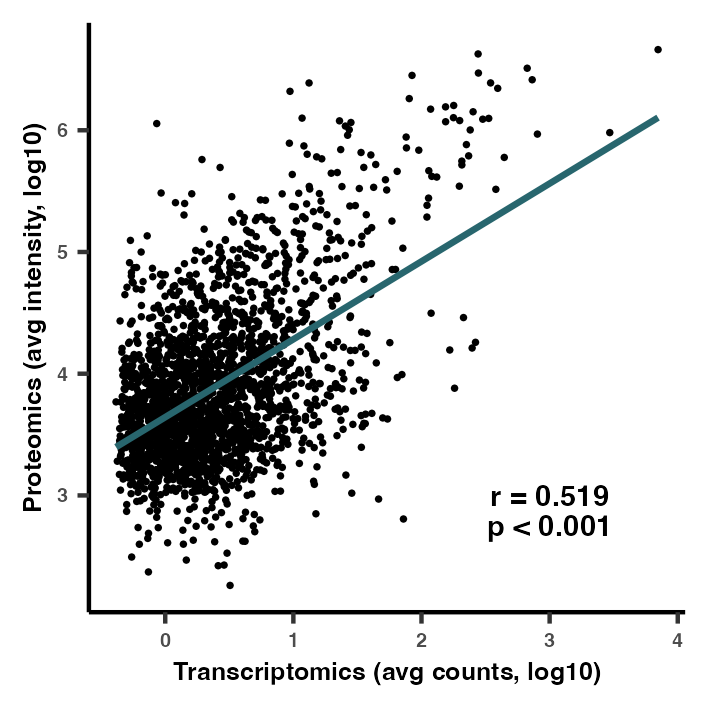 Proteomics (avg intensity, log10)
6
5
4
3
r = 0.519
p < 0.001
0 1 2 3 4
Transcriptomics (avg counts, log10)